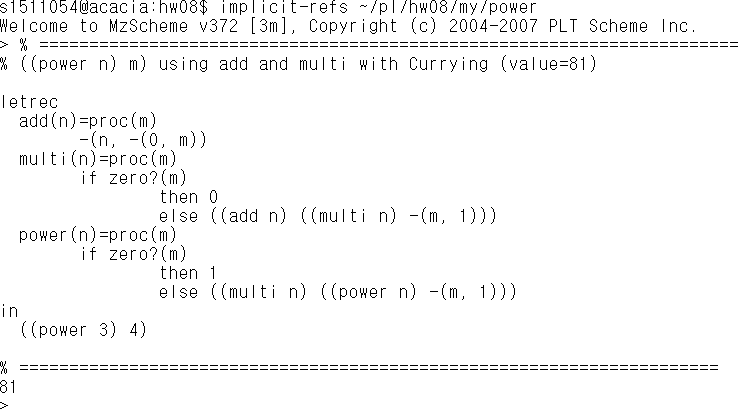 s1511054@acacia:hw08$ implicit-refs ~/pl/hw08/my/power
Welcome to MzScheme v372 [3m], Copyright (c) 2004-2007 PLT Scheme Inc.
> % ======================================================================
% ((power n) m) using add and multi with Currying (value=81)

letrec
  add(n)=proc(m)
        -(n, -(0, m))
  multi(n)=proc(m)
        if zero?(m)
                then 0
                else ((add n) ((multi n) -(m, 1)))
  power(n)=proc(m)
        if zero?(m)
                then 1
                else ((multi n) ((power n) -(m, 1)))
in
  ((power 3) 4)

% ======================================================================
81
>